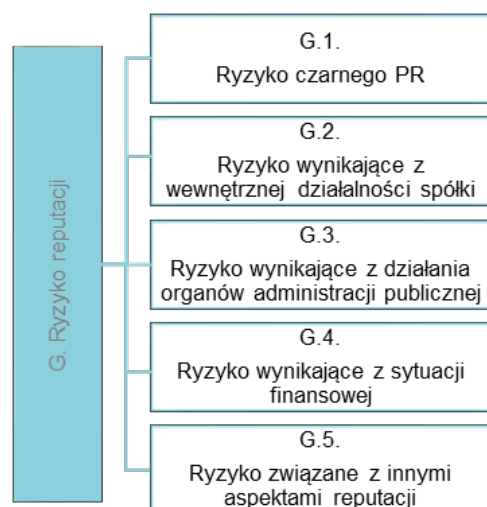 G. Ryzyko reputacji
G.1.
Ryzyko czarnego PR
G.2.
Ryzyko wynikające z
wewnętrznej działalności spółki
G.3.
Ryzyko wynikające z działania
organów administracji publicznej
G.4.
Ryzyko wynikające z sytuacji
finansowej
G.5.
Ryzyko związane z innymi
aspektami reputacji